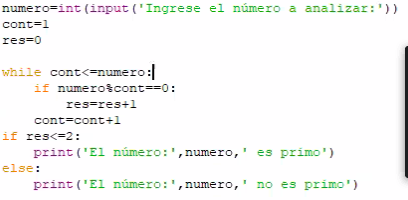 numero=int(input('Ingrese el número a analizar:'))
cont=1
res=0
while cont<=numero:
    if numero%cont==0:
        res=res+1
    cont=cont+1
if res<=2:
    print('El número:',numero,' es primo')
else:
    print('El número:',numero,' no es primo')